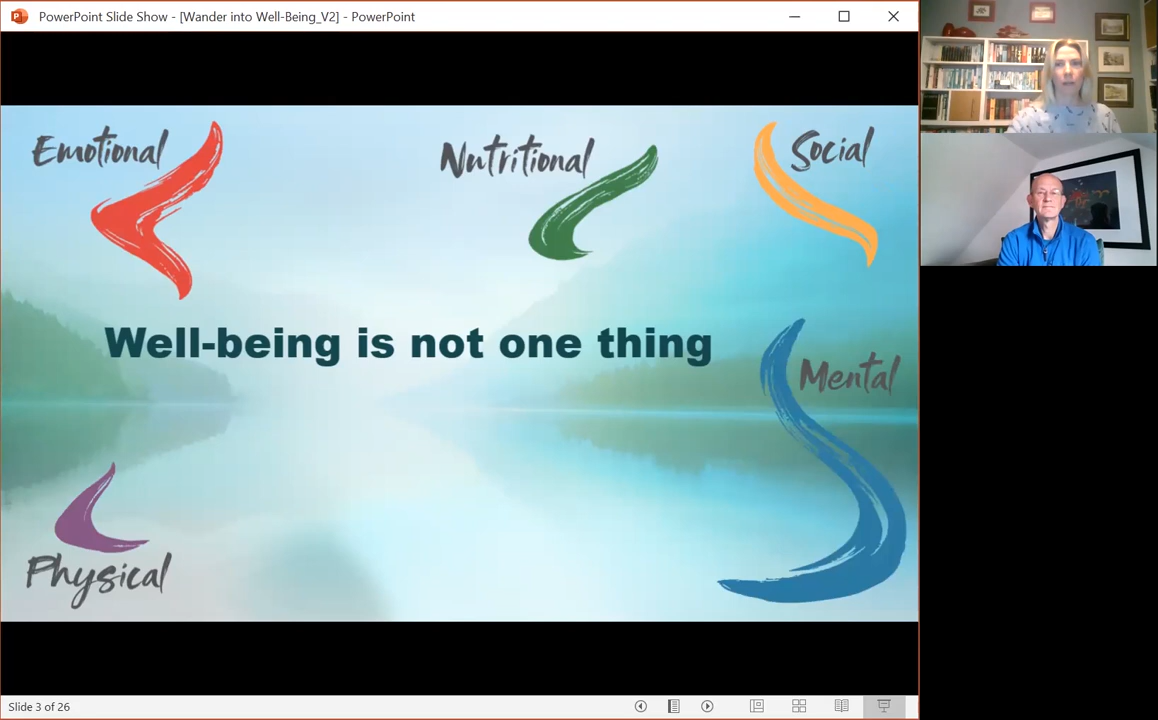 PowerPoint Slide Show - [Wander into Well-Being_V2] - PowerPoint
Emotional
Nutritional
Social
Well-being is not one thing
Mental
Physical
Slide 3 of 26